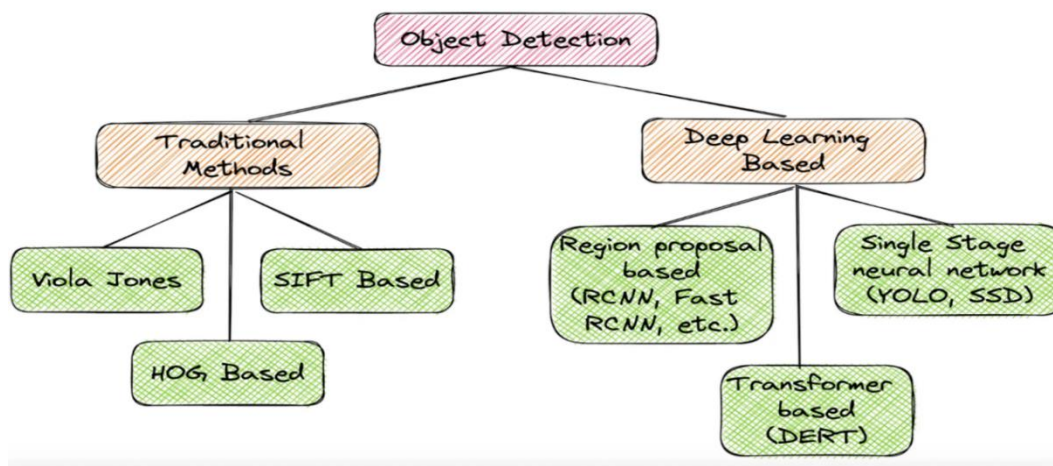 Object Detection
Traditional
Methods
Deep Learning
Based
Viola Jones
SIFT Based
HOG Based
Region proposal
based
(RCNN, Fast
RCNN, etc.)
Single Stage
neural network
(YOLO, SSD)
Transformer
based
(DERT)